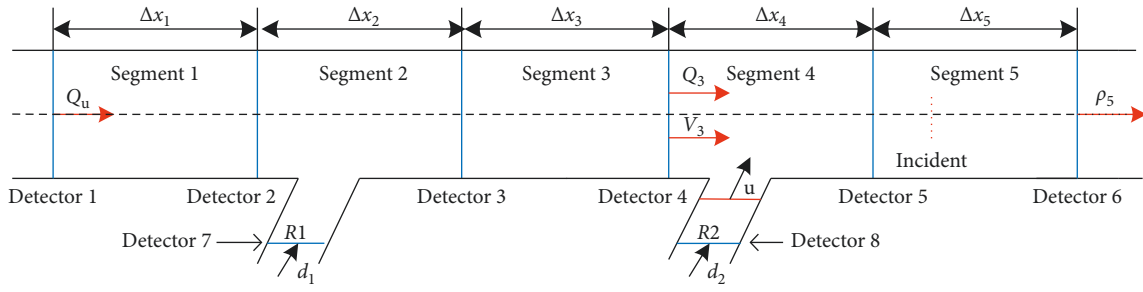 Δx₁ Δx₂ Δx₃ Δx₄ Δx₅
Segment 1 Segment 2 Segment 3 Q₃ Segment 4 Segment 5
Qᵤ ρ₅
V₃
Incident
Detector 1 Detector 2 Detector 3 Detector 4 u Detector 5 Detector 6
Detector 7 R1 R2 Detector 8
d₁ d₂